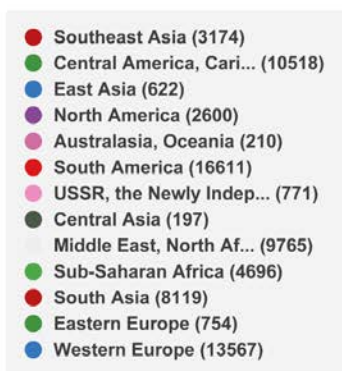 Southeast Asia (3174)
Central America, Cari... (10518)
East Asia (622)
North America (2600)
Australasia, Oceania (210)
South America (16611)
USSR, the Newly Indep... (771)
Central Asia (197)
Middle East, North Af... (9765)
Sub-Saharan Africa (4696)
South Asia (8119)
Eastern Europe (754)
Western Europe (13567)